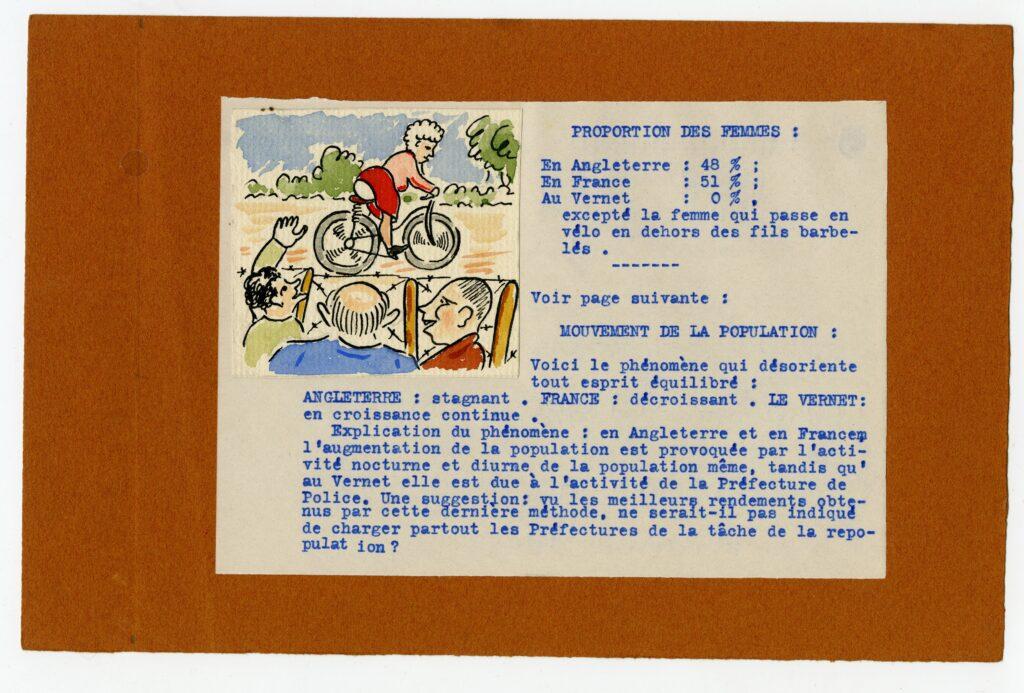 PROPORTION DES FEMMES :
En Angleterre : 48 % ;
En France : 51 % ;
Au Vernet : 0 % ,
excepté la femme qui passe en
vélo en dehors des fils barbe-
lés .
-------
Voir page suivante :
MOUVEMENT DE LA POPULATION :
Voici le phénomène qui désoriente
tout esprit équilibré :
ANGLETERRE : stagnant . FRANCE : décroissant . LE VERNET:
en croissance continue .
Explication du phénomène : en Angleterre et en France,
l'augmentation de la population est provoquée par l'acti-
vité nocturne et diurne de la population même, tandis qu'
au Vernet elle est due à l'activité de la Préfecture de
Police. Une suggestion: vu les meilleurs rendements obte-
nus par cette dernière méthode, ne serait-il pas indiqué
de charger partout les Préfectures de la tâche de la repo-
pulat ion ?